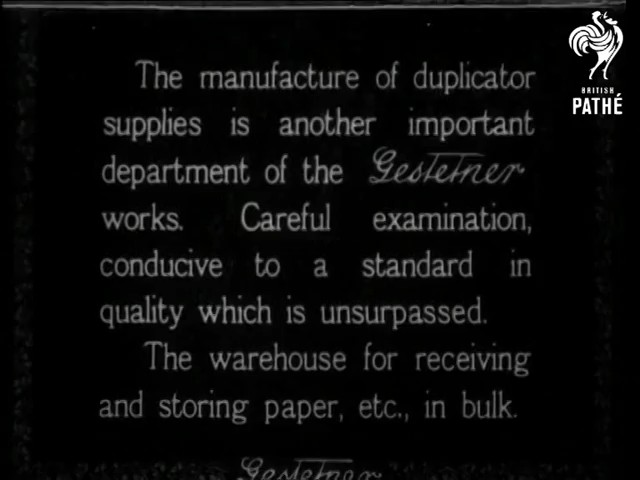 BRITISH
PATHÉ
The manufacture of duplicator
supplies is another important
department of the Gestetner
works. Careful examination,
conducive to a standard in
quality which is unsurpassed.
The warehouse for receiving
and storing paper, etc., in bulk.
Gestetner